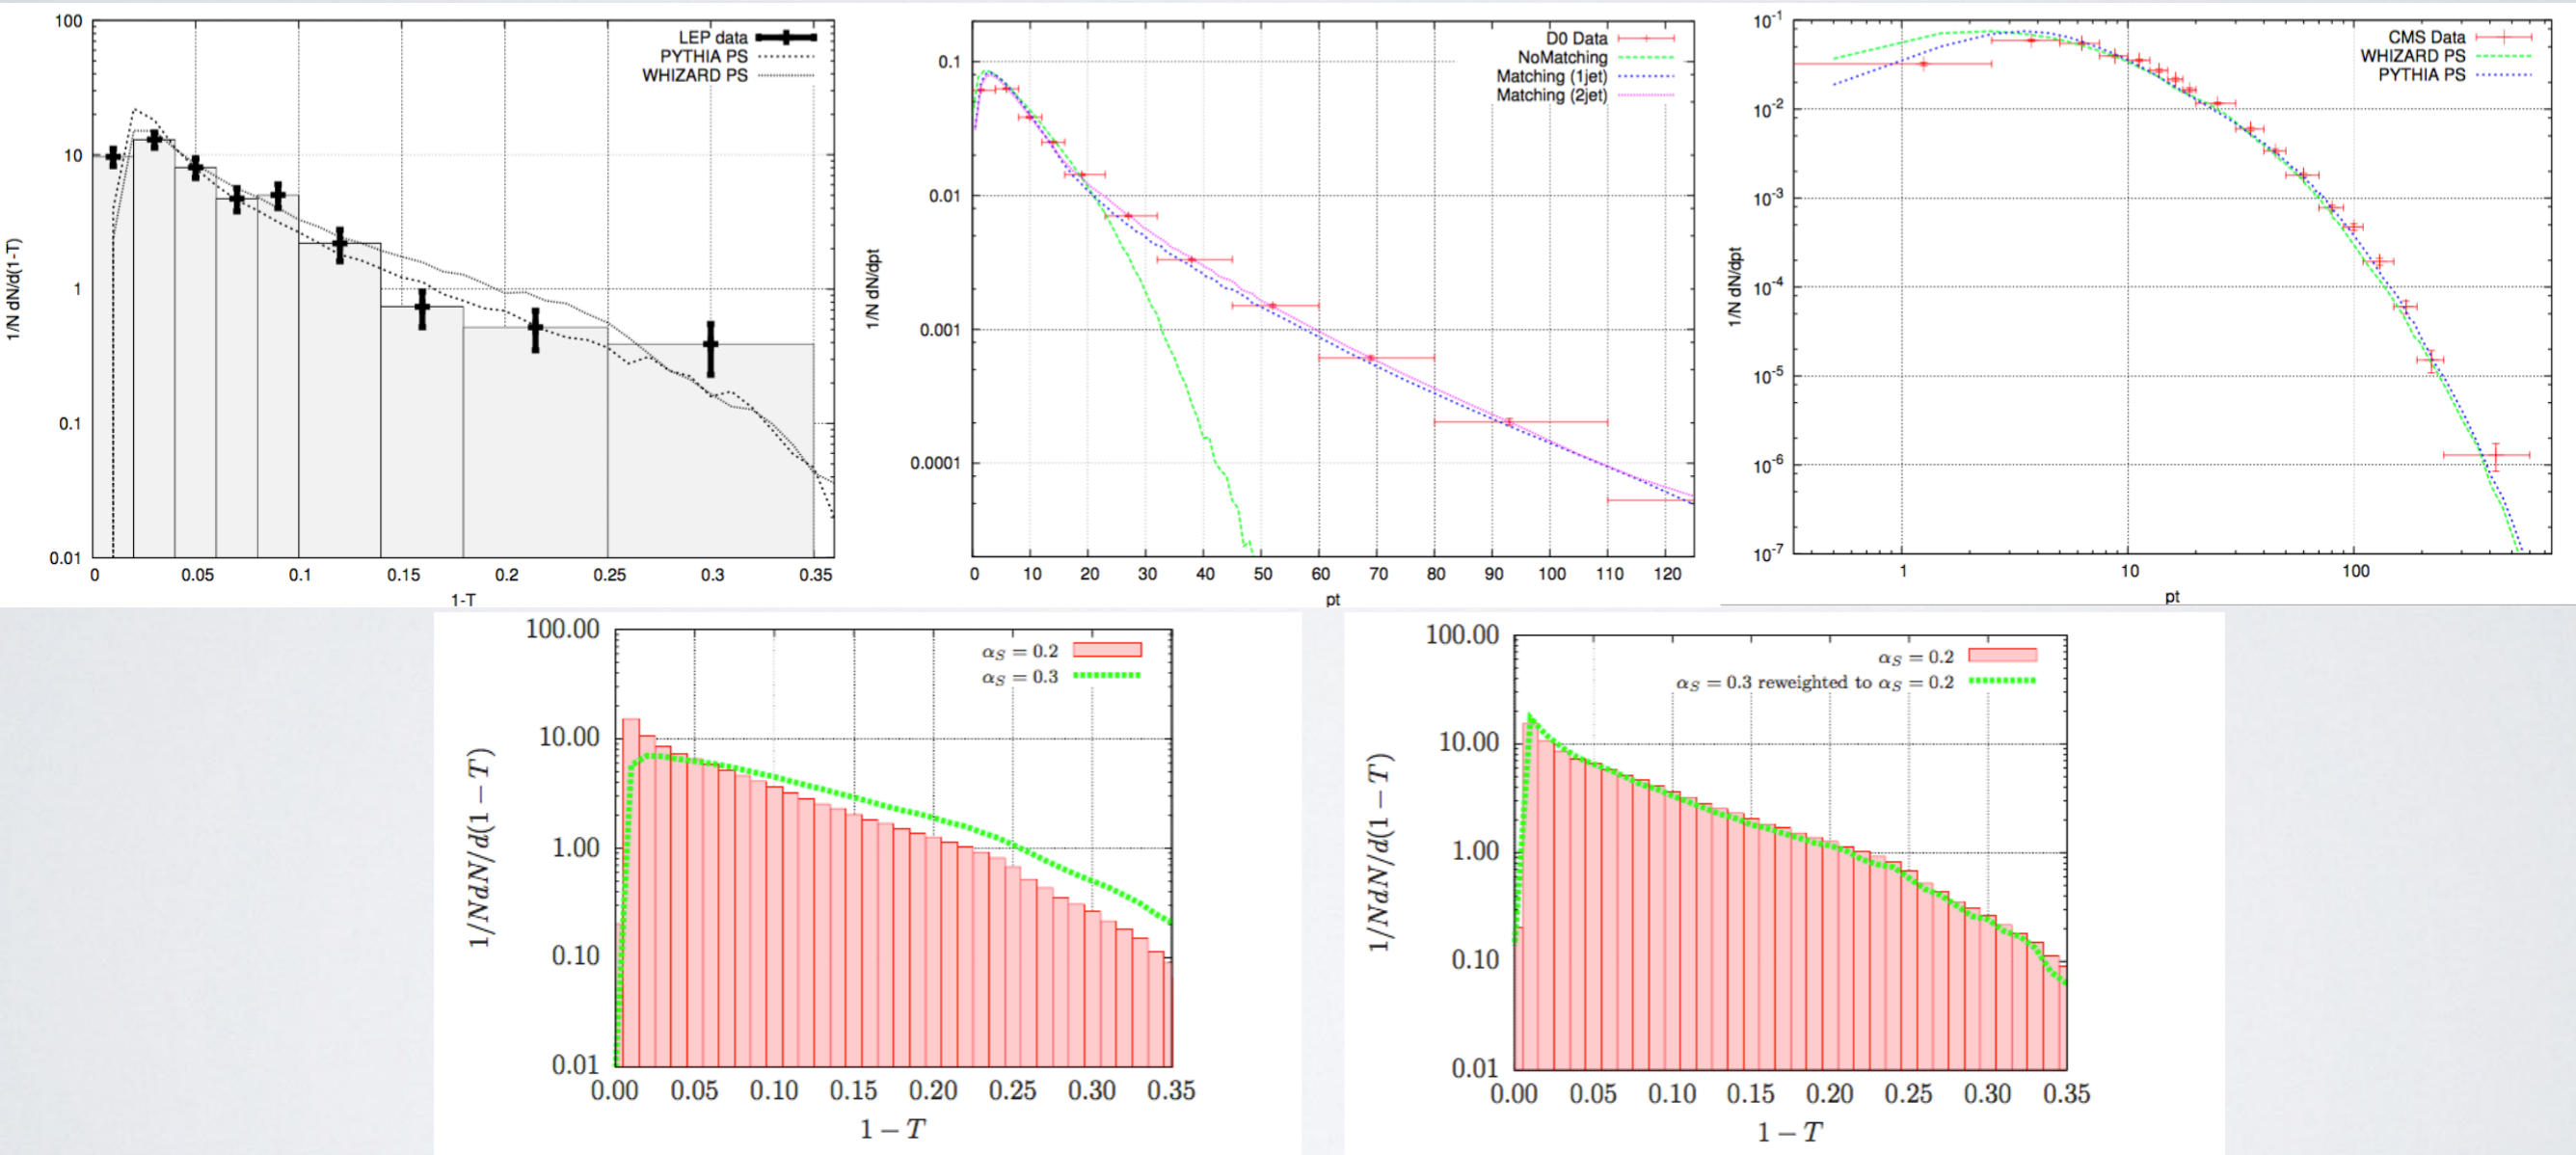 100
10
1
0.1
0.01
1/N dN/d(1-T)
0 0.05 0.1 0.15 0.2 0.25 0.3 0.35
1-T
LEP data
PYTHIA PS
WHIZARD PS
0.1
0.01
0.001
0.0001
1/N dN/dpt
0 10 20 30 40 50 60 70 80 90 100 110 120
pt
D0 Data
NoMatching
Matching (1jet)
Matching (2jet)
10-1
10-2
10-3
10-4
10-5
10-6
10-7
1/N dN/dpt
1 10 100
pt
CMS Data
WHIZARD PS
PYTHIA PS
100.00
10.00
1.00
0.10
0.01
1/NdN/d(1 − T)
0.00 0.05 0.10 0.15 0.20 0.25 0.30 0.35
1 − T
αS = 0.2
αS = 0.3
100.00
10.00
1.00
0.10
0.01
1/NdN/d(1 − T)
0.00 0.05 0.10 0.15 0.20 0.25 0.30 0.35
1 − T
αS = 0.2
αS = 0.3 reweighted to αS = 0.2